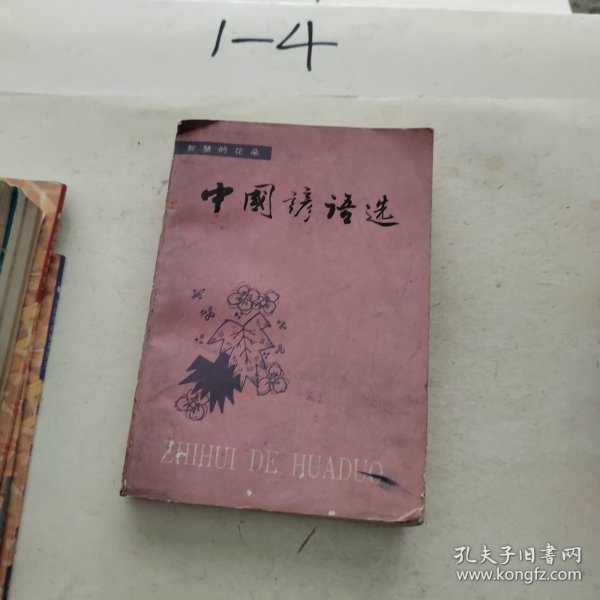 1-4
智慧的花朵
中國諺语选
ZHIHUI DE HUADUO
孔夫子旧书网
www.kongfz.com